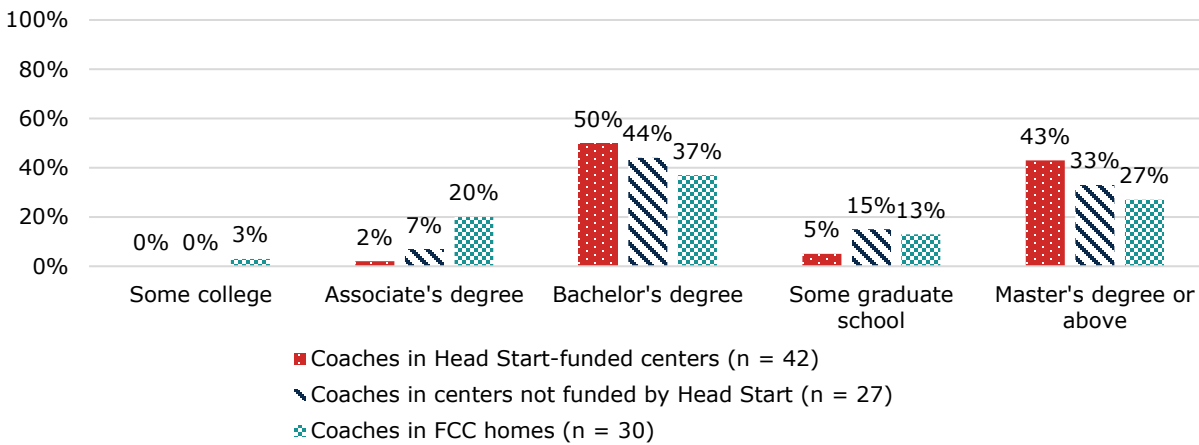 100%
80%
60%
40%
20%
0%
0% 0% 3%
2% 7% 20%
50% 44% 37%
5% 15% 13%
43% 33% 27%
Some college
Associate's degree
Bachelor's degree
Some graduate
school
Master's degree or
above
Coaches in Head Start-funded centers (n = 42)
Coaches in centers not funded by Head Start (n = 27)
Coaches in FCC homes (n = 30)